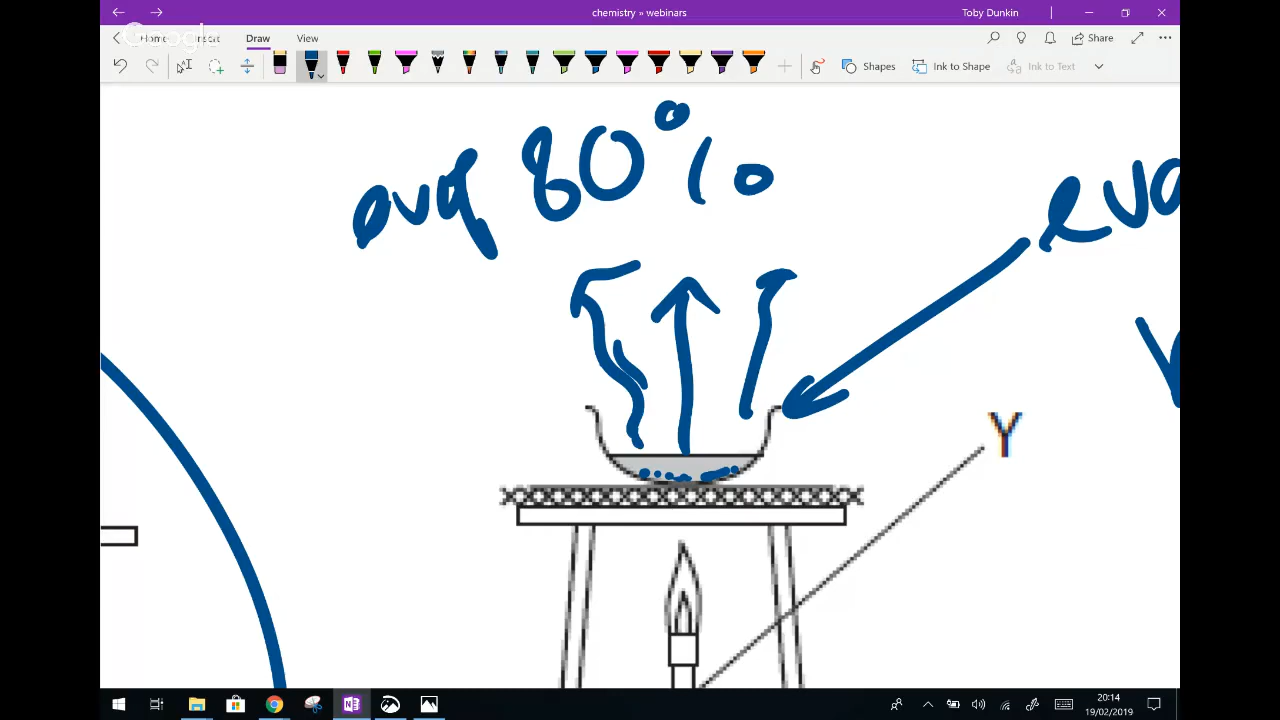 chemistry » webinars
Toby Dunkin
Google
Home
Insert
Draw
View
Share
Shapes
Ink to Shape
Ink to Text
80%
eva
Y
20:14
19/02/2019